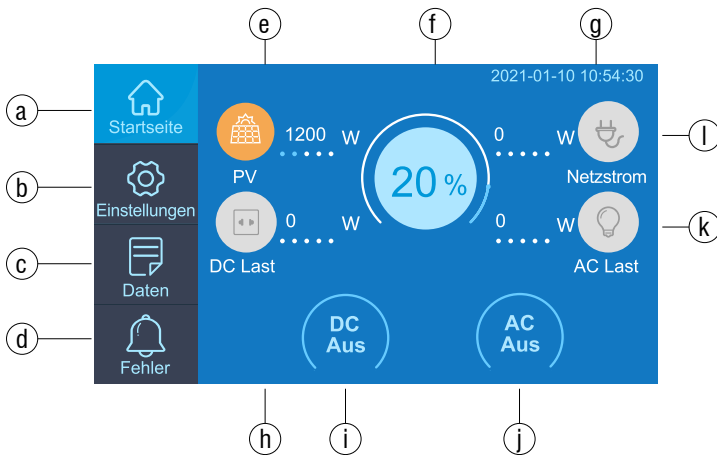 e
f
g
2021-01-10 10:54:30
a
Startseite
1200 W
0 W
l
PV
20 %
Netzstrom
b
Einstellungen
0 W
0 W
k
DC Last
AC Last
c
Daten
DC
Aus
AC
Aus
d
Fehler
h
i
j